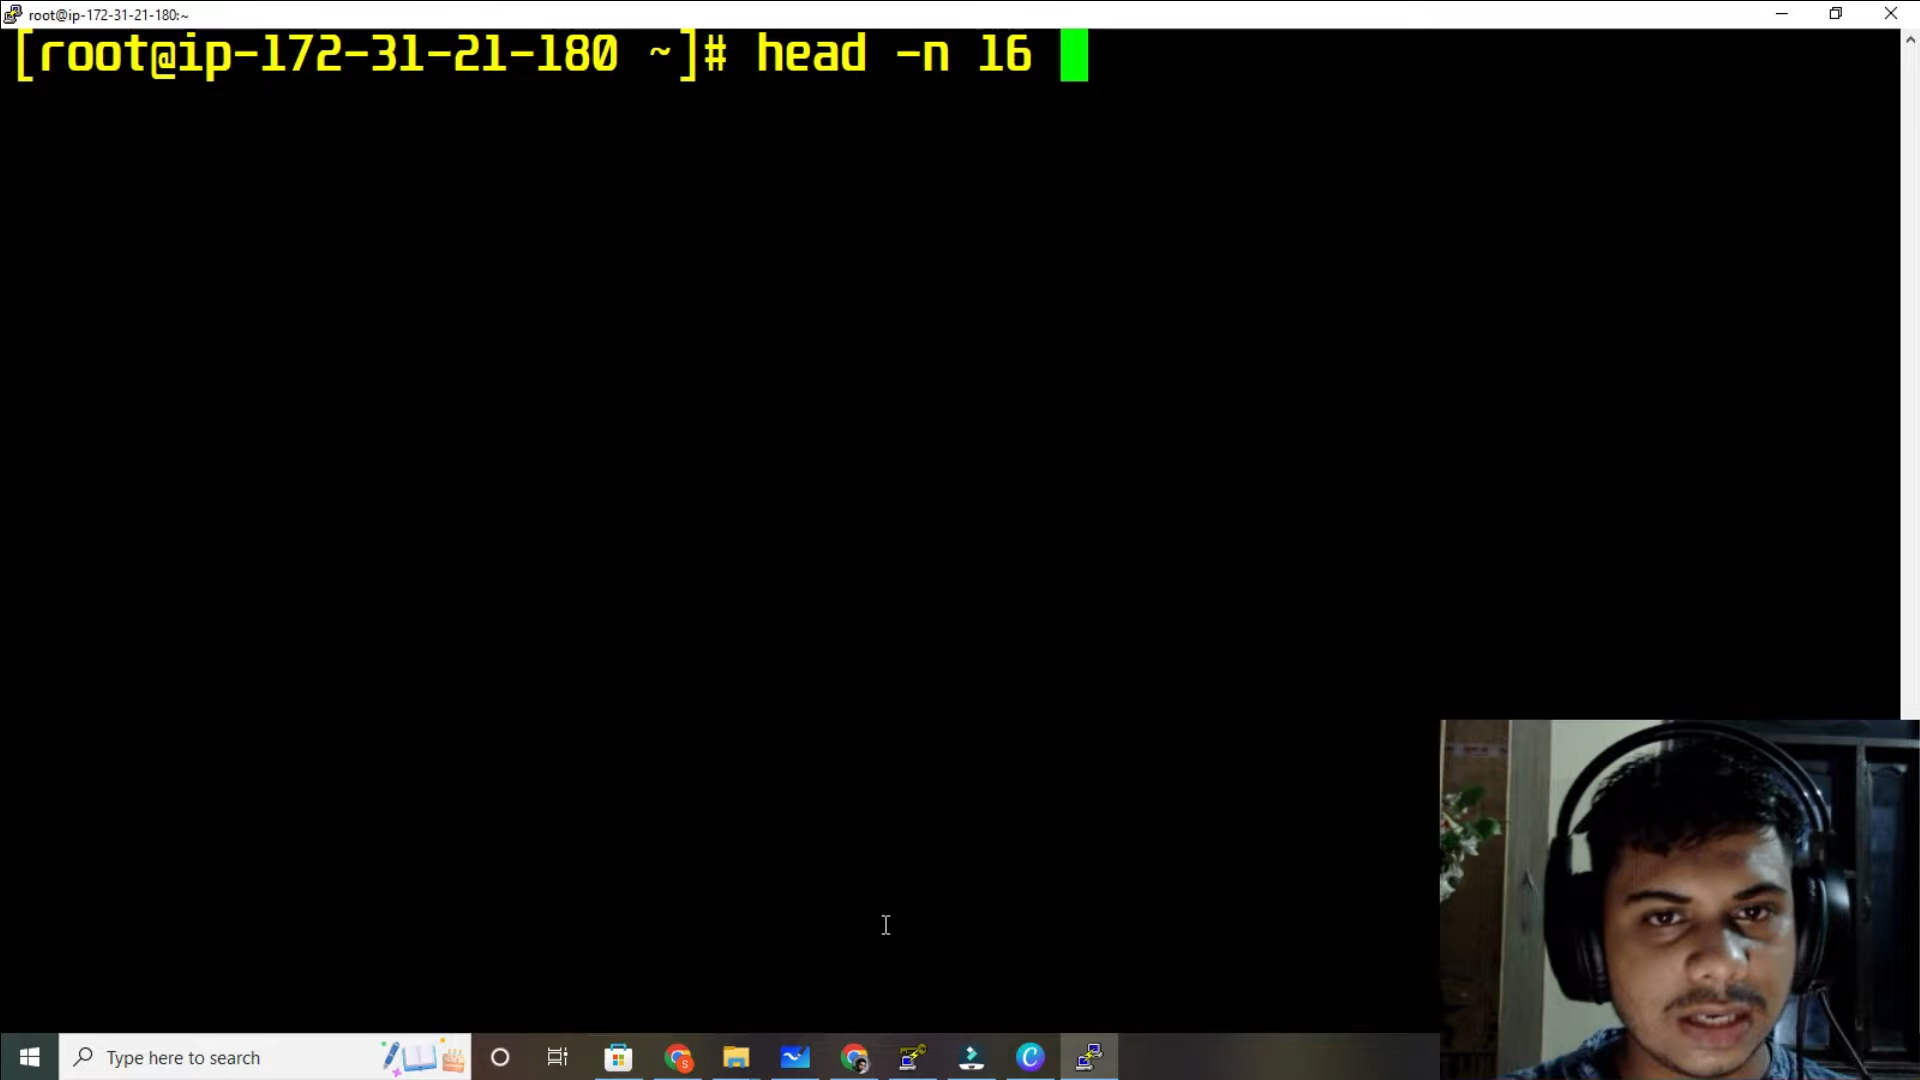 root@ip-172-31-21-180:~
[root@ip-172-31-21-180 ~]# head -n 16
Type here to search